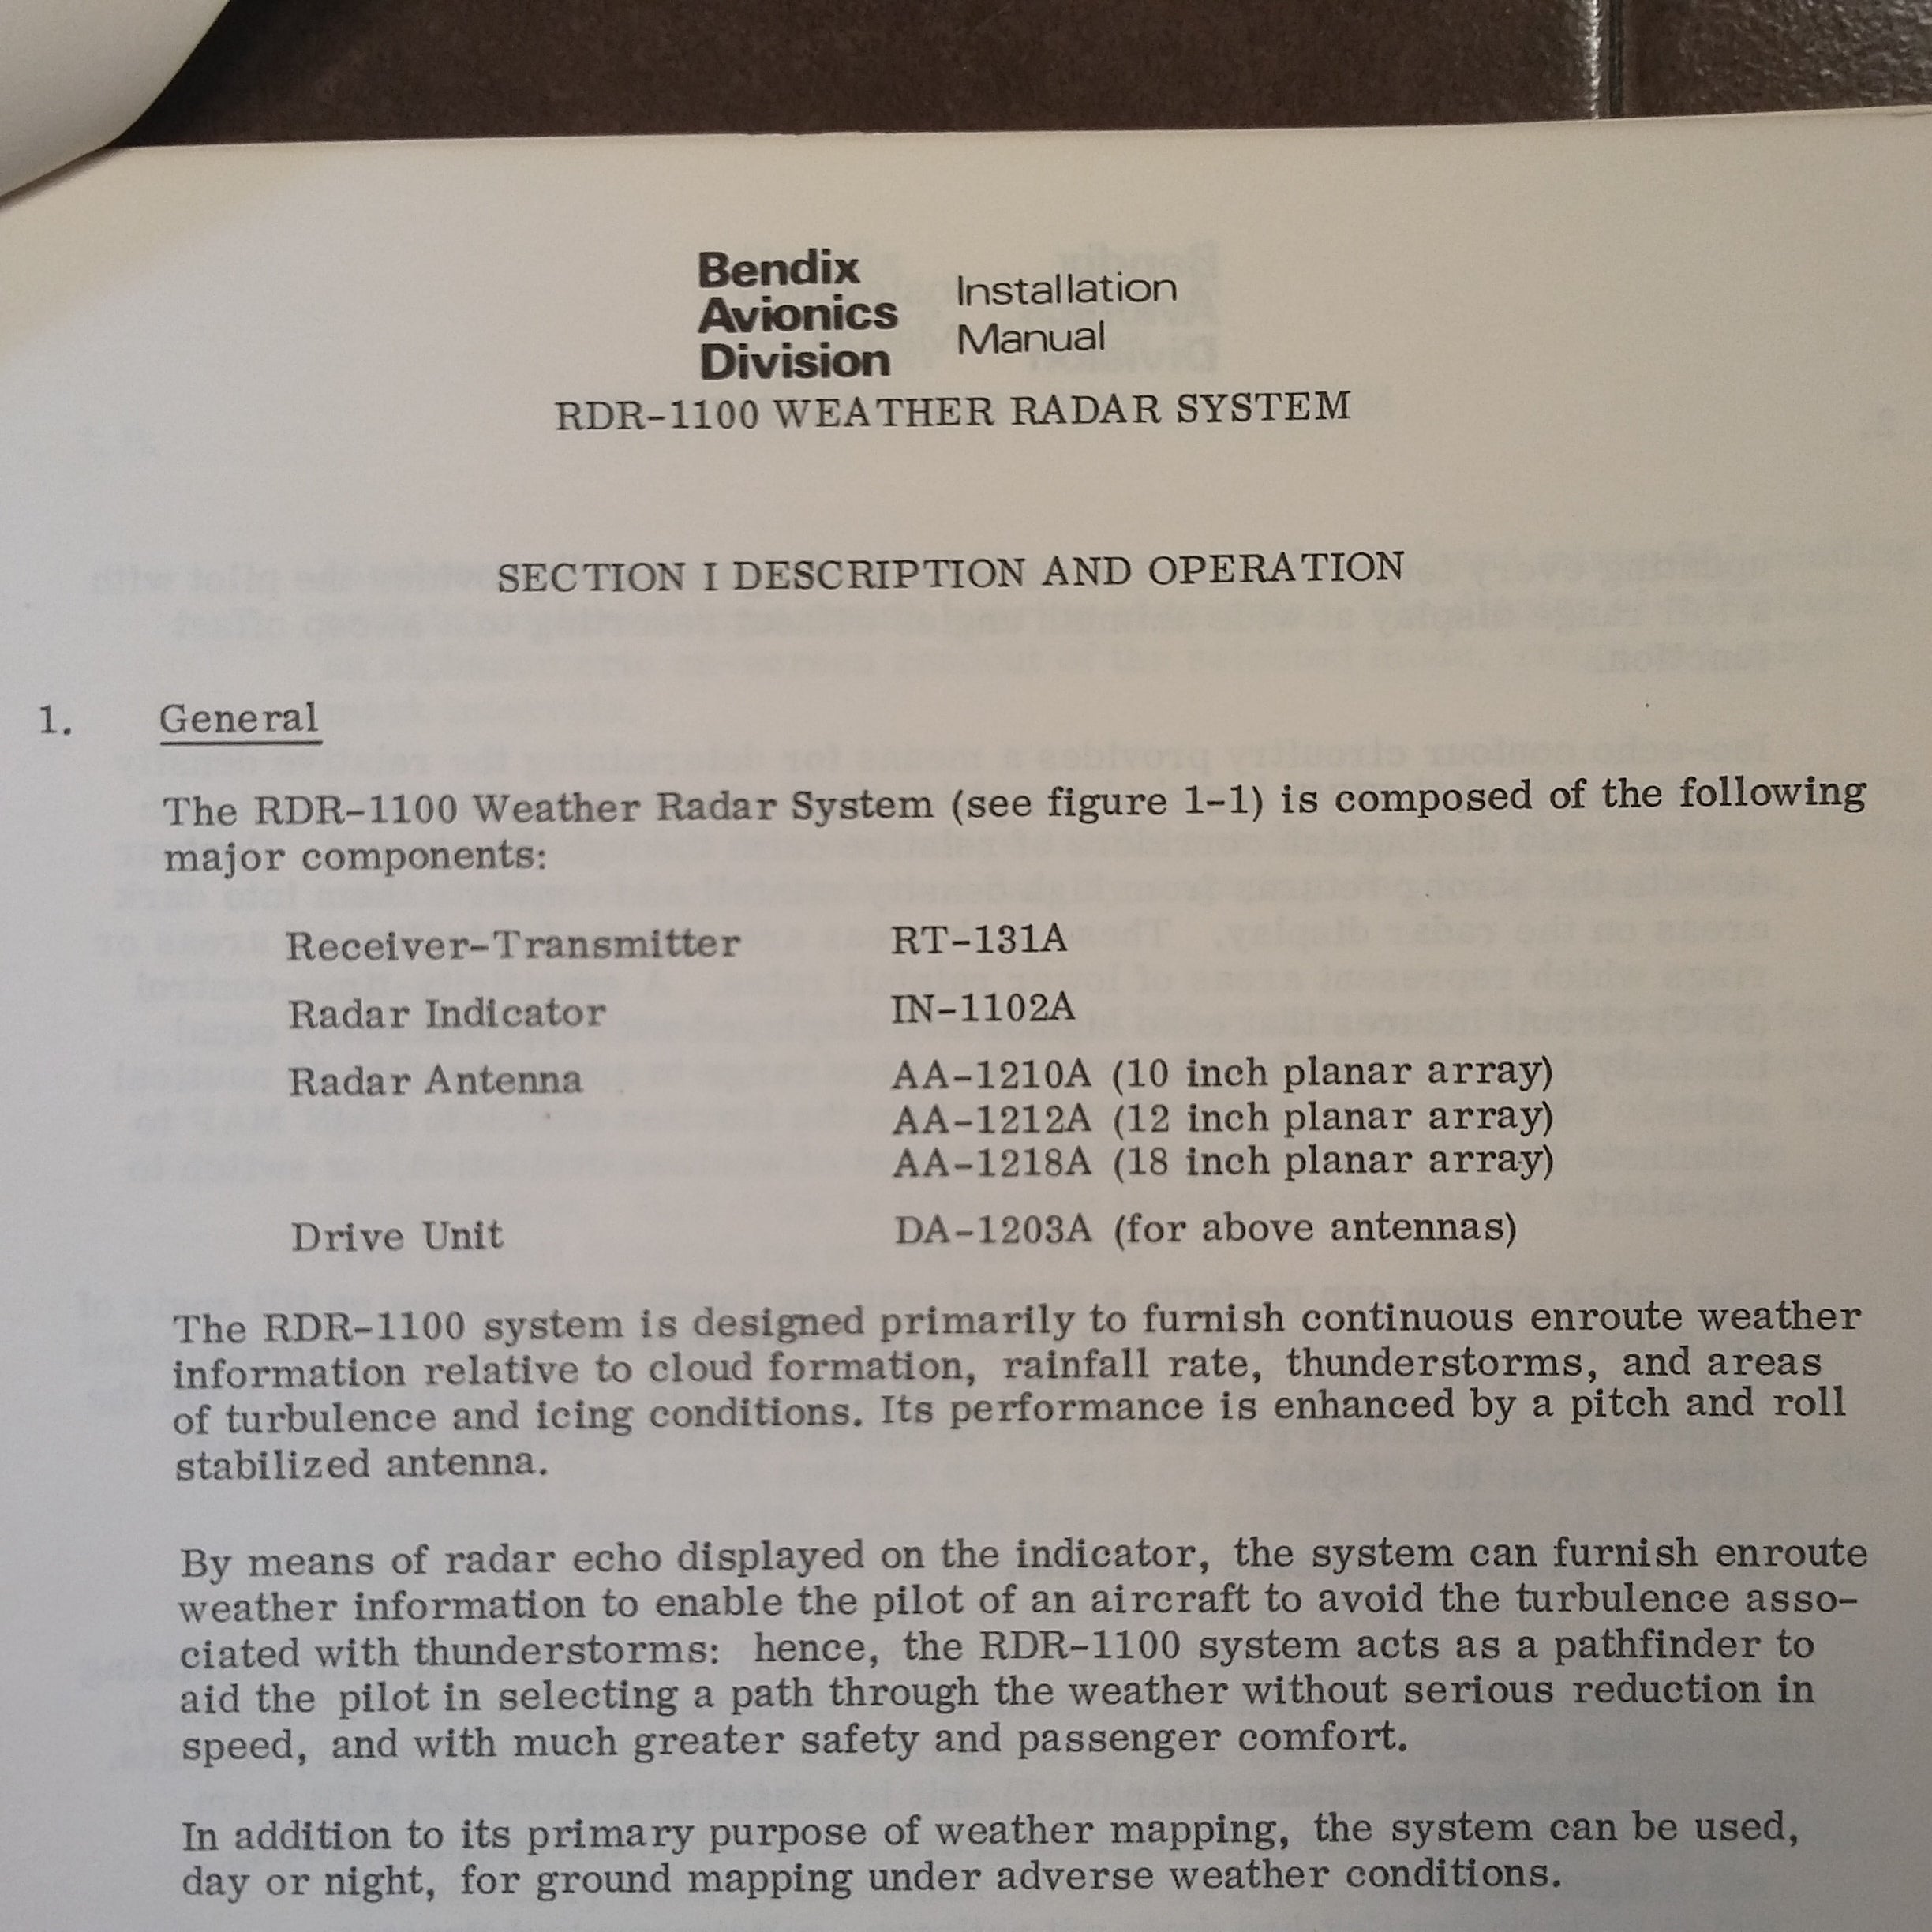 Bendix
Avionics
Division
Installation
Manual
RDR-1100 WEATHER RADAR SYSTEM
SECTION I DESCRIPTION AND OPERATION
1. General
The RDR-1100 Weather Radar System (see figure 1-1) is composed of the following
major components:
Receiver-Transmitter RT-131A
Radar Indicator IN-1102A
Radar Antenna AA-1210A (10 inch planar array)
AA-1212A (12 inch planar array)
AA-1218A (18 inch planar array)
Drive Unit DA-1203A (for above antennas)
The RDR-1100 system is designed primarily to furnish continuous enroute weather
information relative to cloud formation, rainfall rate, thunderstorms, and areas
of turbulence and icing conditions. Its performance is enhanced by a pitch and roll
stabilized antenna.
By means of radar echo displayed on the indicator, the system can furnish enroute
weather information to enable the pilot of an aircraft to avoid the turbulence asso-
ciated with thunderstorms: hence, the RDR-1100 system acts as a pathfinder to
aid the pilot in selecting a path through the weather without serious reduction in
speed, and with much greater safety and passenger comfort.
In addition to its primary purpose of weather mapping, the system can be used,
day or night, for ground mapping under adverse weather conditions.